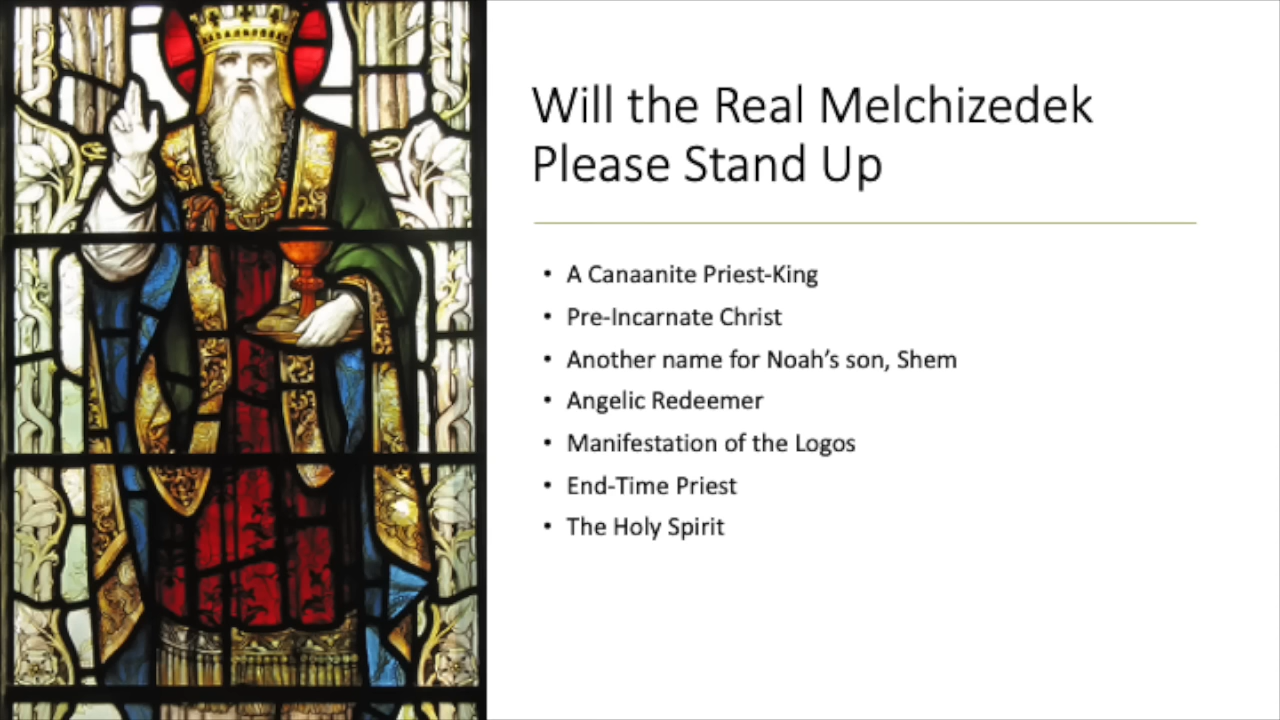 Will the Real Melchizedek
Please Stand Up
• A Canaanite Priest-King
• Pre-Incarnate Christ
• Another name for Noah’s son, Shem
• Angelic Redeemer
• Manifestation of the Logos
• End-Time Priest
• The Holy Spirit